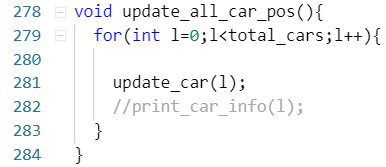 278 void update_all_car_pos(){
279 for(int l=0;l<total_cars;l++){
280
281 update_car(l);
282 //print_car_info(l);
283 }
284 }